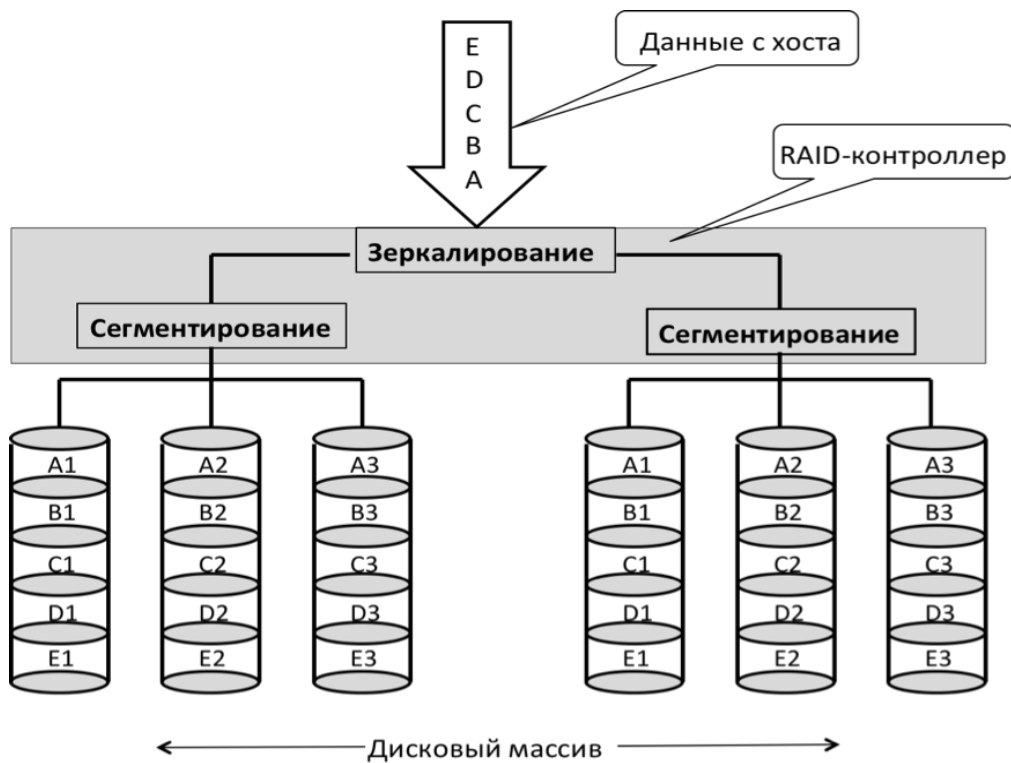 E
D
C
B
A
Данные с хоста
RAID-контроллер
Зеркалирование
Сегментирование
Сегментирование
A1 A2 A3 A1 A2 A3
B1 B2 B3 B1 B2 B3
C1 C2 C3 C1 C2 C3
D1 D2 D3 D1 D2 D3
E1 E2 E3 E1 E2 E3
Дисковый массив